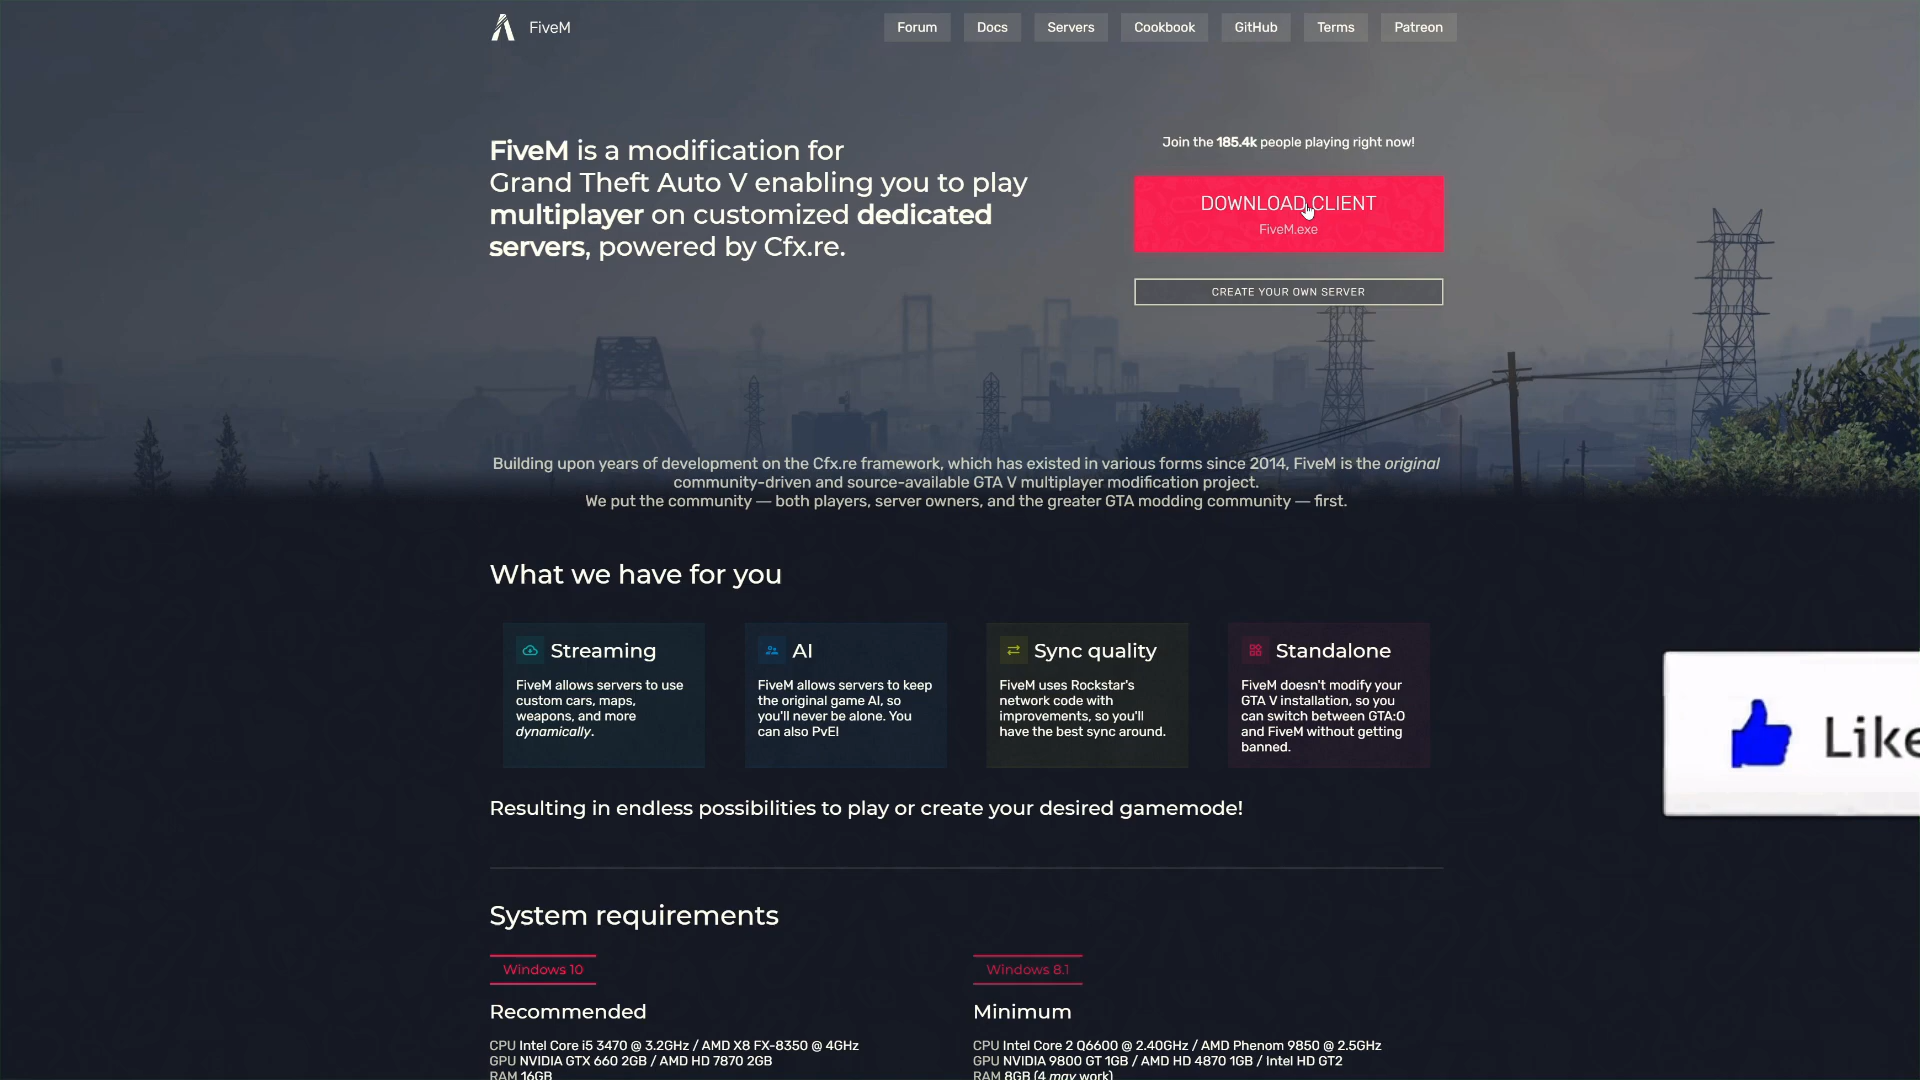 FiveM
Forum
Docs
Servers
Cookbook
GitHub
Terms
Patreon
FiveM is a modification for
Grand Theft Auto V enabling you to play
multiplayer on customized dedicated
servers, powered by Cfx.re.
Join the 185.4k people playing right now!
DOWNLOAD CLIENT
FiveM.exe
CREATE YOUR OWN SERVER
Building upon years of development on the Cfx.re framework, which has existed in various forms since 2014, FiveM is the original
community-driven and source-available GTA V multiplayer modification project.
We put the community — both players, server owners, and the greater GTA modding community — first.
What we have for you
Streaming
FiveM allows servers to use
custom cars, maps,
weapons, and more
dynamically.
AI
FiveM allows servers to keep
the original game AI, so
you'll never be alone. You
can also PvE!
Sync quality
FiveM uses Rockstar's
network code with
improvements, so you'll
have the best sync around.
Standalone
FiveM doesn't modify your
GTA V installation, so you
can switch between GTA:O
and FiveM without getting
banned.
Like
Resulting in endless possibilities to play or create your desired gamemode!
System requirements
Windows 10
Recommended
CPU Intel Core i5 3470 @ 3.2GHz / AMD X8 FX-8350 @ 4GHz
GPU NVIDIA GTX 660 2GB / AMD HD 7870 2GB
RAM 16GB
Windows 8.1
Minimum
CPU Intel Core 2 Q6600 @ 2.40GHz / AMD Phenom 9850 @ 2.5GHz
GPU NVIDIA 9800 GT 1GB / AMD HD 4870 1GB / Intel HD GT2
RAM 8GB (4 may work)